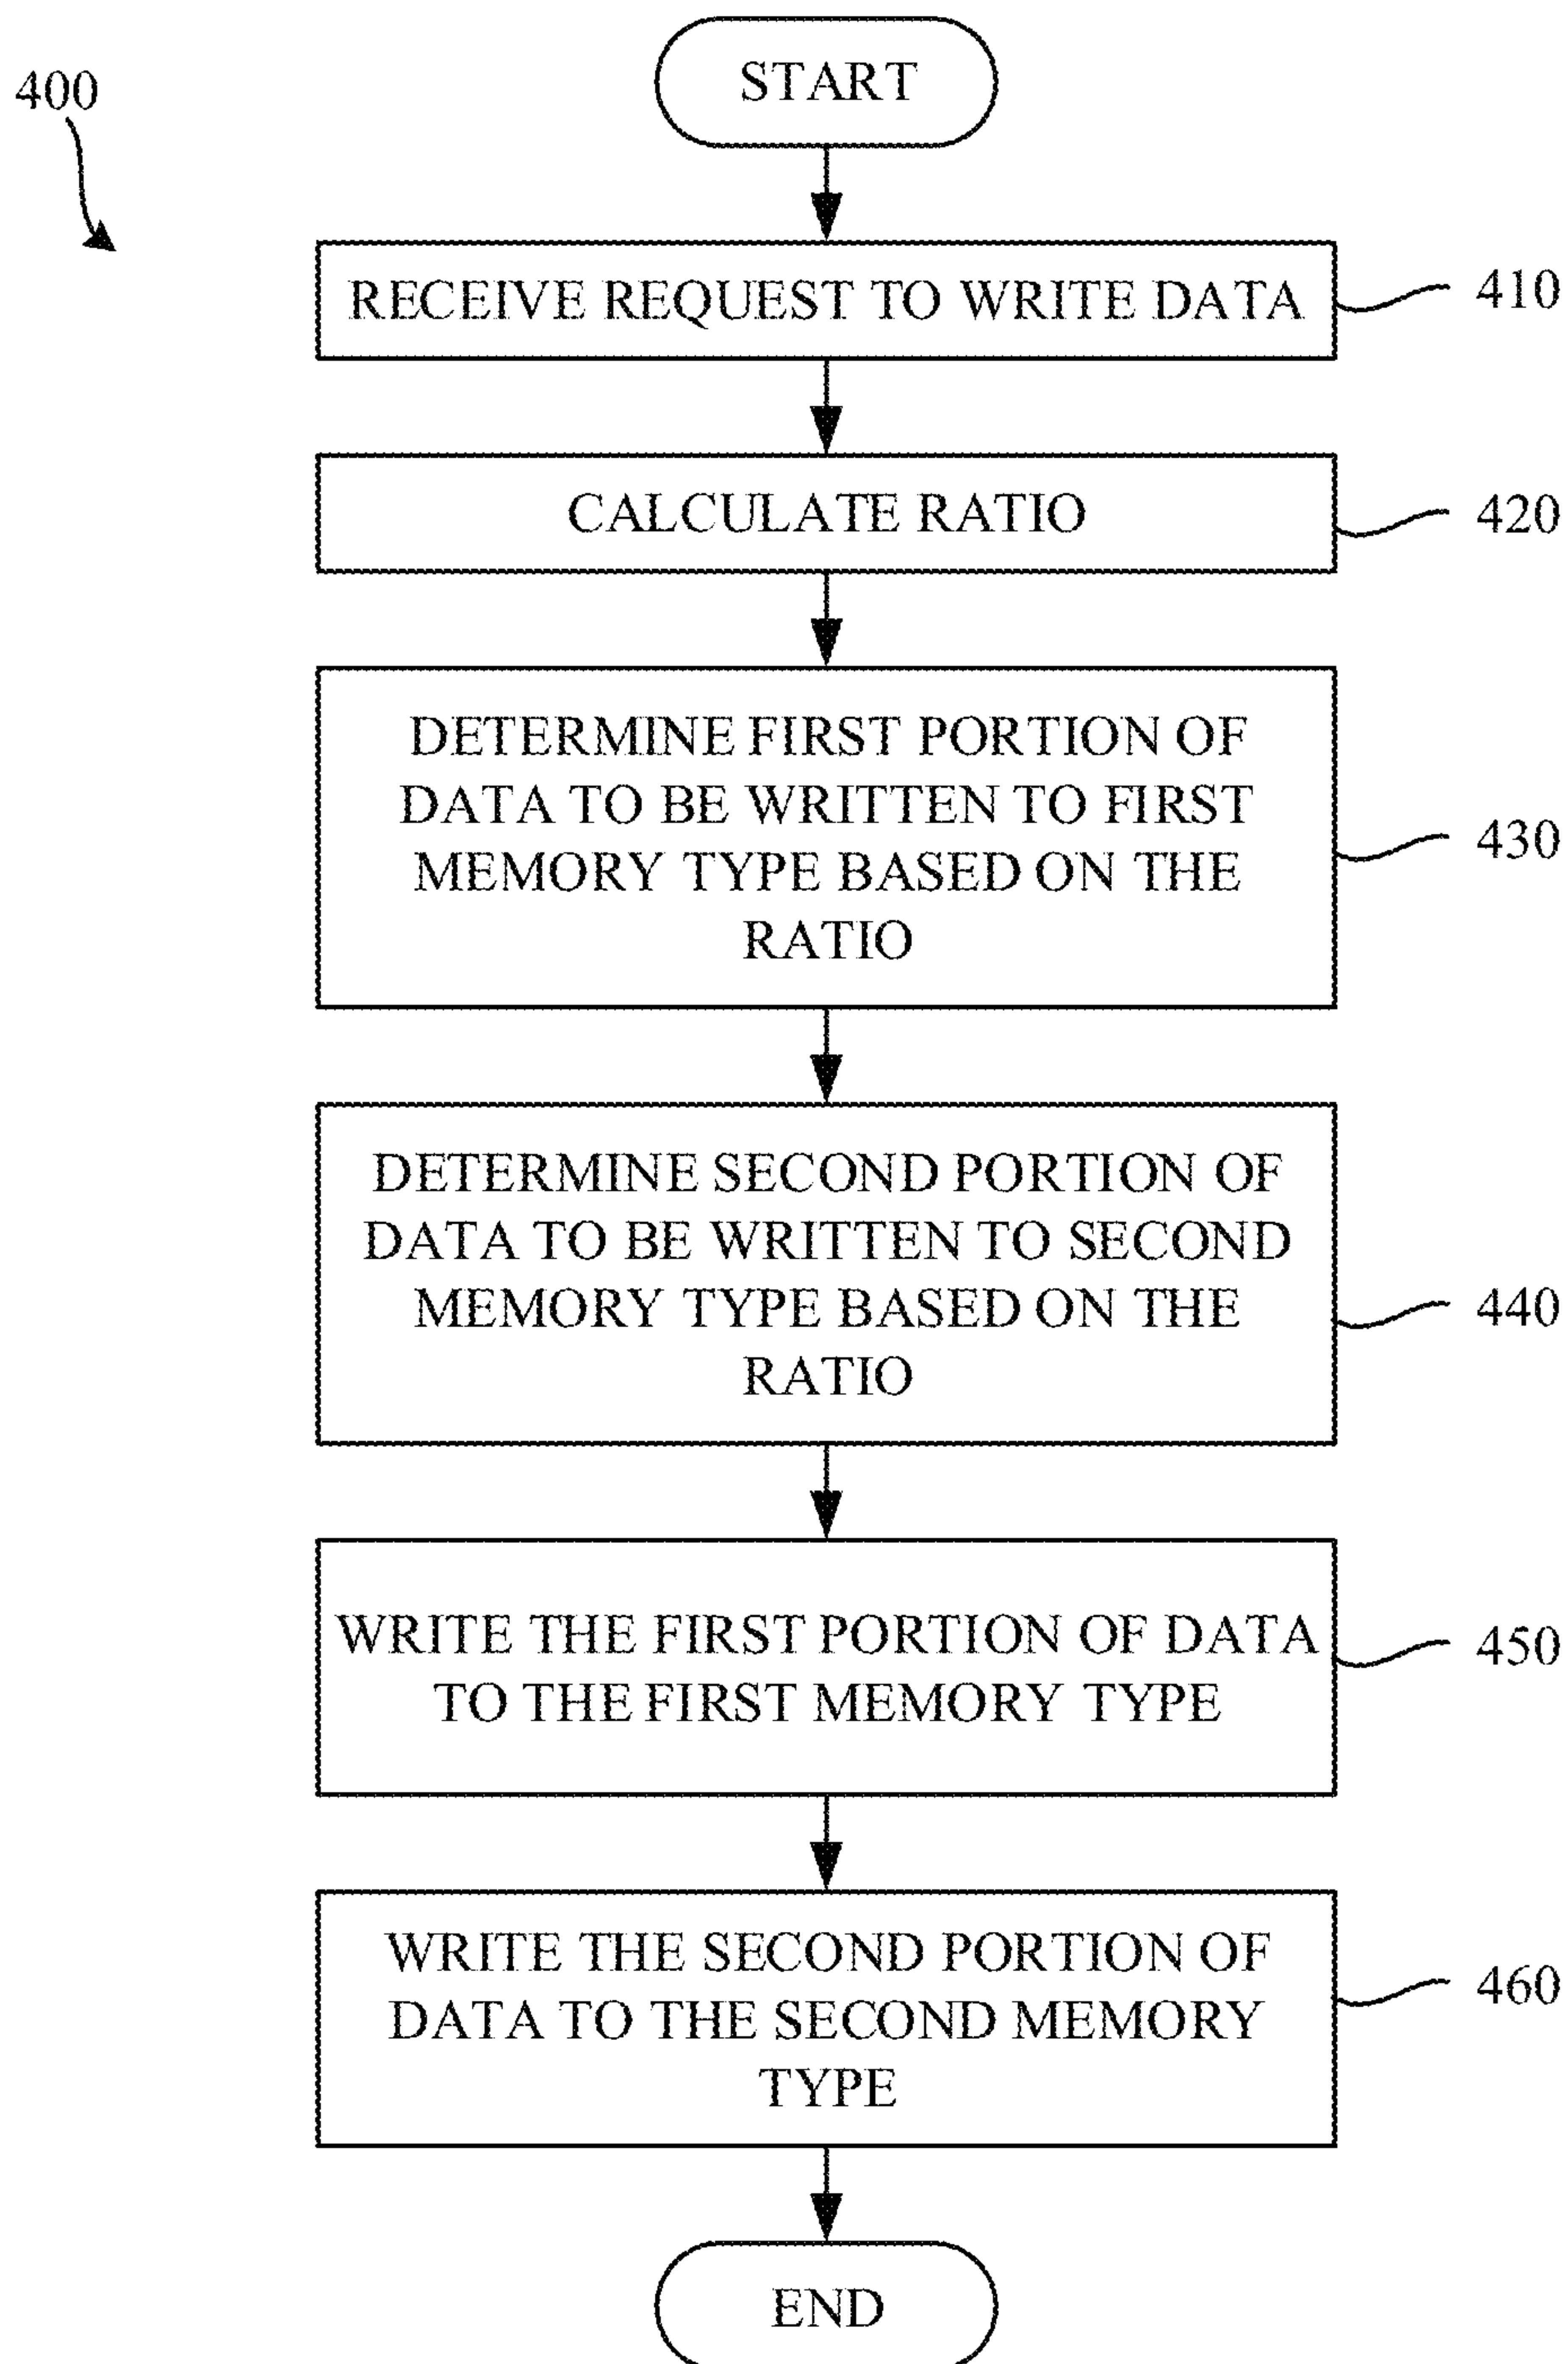 START
400
RECEIVE REQUEST TO WRITE DATA
410
CALCULATE RATIO
420
DETERMINE FIRST PORTION OF
DATA TO BE WRITTEN TO FIRST
MEMORY TYPE BASED ON THE
RATIO
430
DETERMINE SECOND PORTION OF
DATA TO BE WRITTEN TO SECOND
MEMORY TYPE BASED ON THE
RATIO
440
WRITE THE FIRST PORTION OF DATA
TO THE FIRST MEMORY TYPE
450
WRITE THE SECOND PORTION OF
DATA TO THE SECOND MEMORY
TYPE
460
END